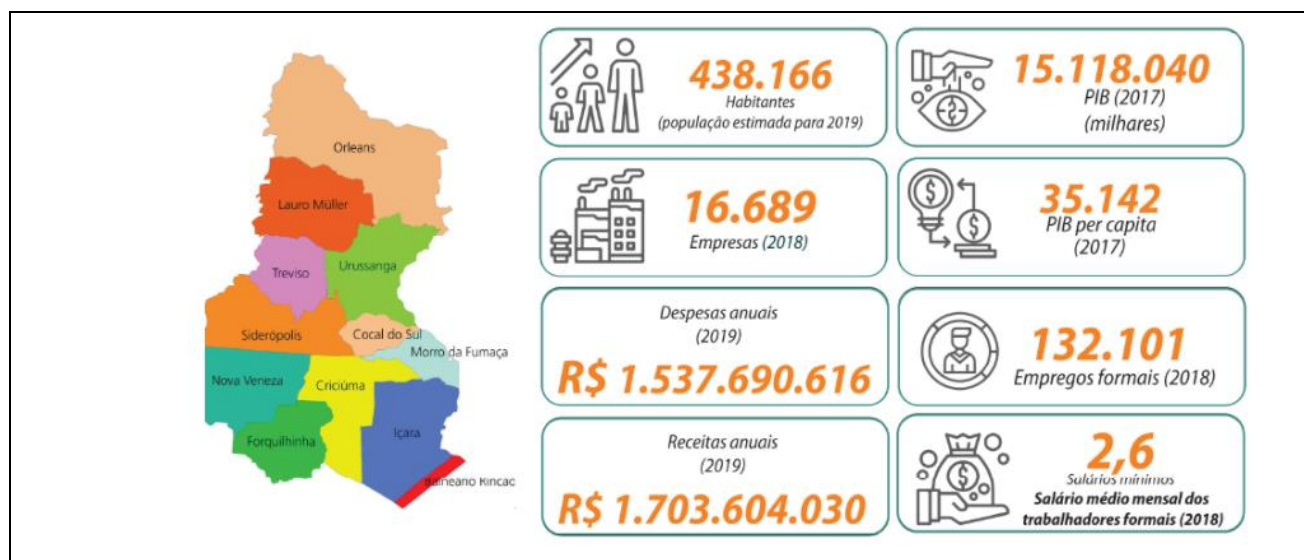 Orleans
Lauro Müller
Treviso
Urussanga
Siderópolis
Cocal do Sul
Morro da Fumaça
Nova Veneza
Criciúma
Forquilhinha
Içara
Balneário Rincão
438.166
Habitantes
(população estimada para 2019)
15.118.040
PIB (2017)
(milhares)
16.689
Empresas (2018)
35.142
PIB per capita
(2017)
Despesas anuais
(2019)
R$ 1.537.690.616
132.101
Empregos formais (2018)
Receitas anuais
(2019)
R$ 1.703.604.030
2,6
Salários mínimos
Salário médio mensal dos
trabalhadores formais (2018)